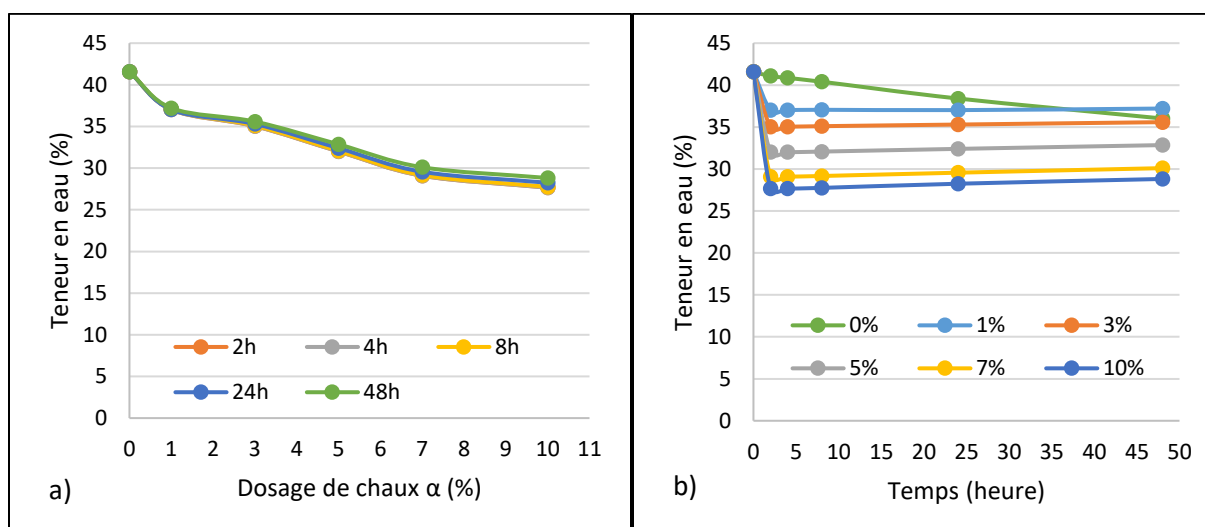 45
40
35
30
25
20
15
10
5
0
Teneur en eau (%)
2h 4h 8h
24h 48h
0 1 2 3 4 5 6 7 8 9 10 11
Dosage de chaux α (%)
a)
45
40
35
30
25
20
15
10
5
0
Teneur en eau (%)
0% 1% 3%
5% 7% 10%
0 5 10 15 20 25 30 35 40 45 50
Temps (heure)
b)